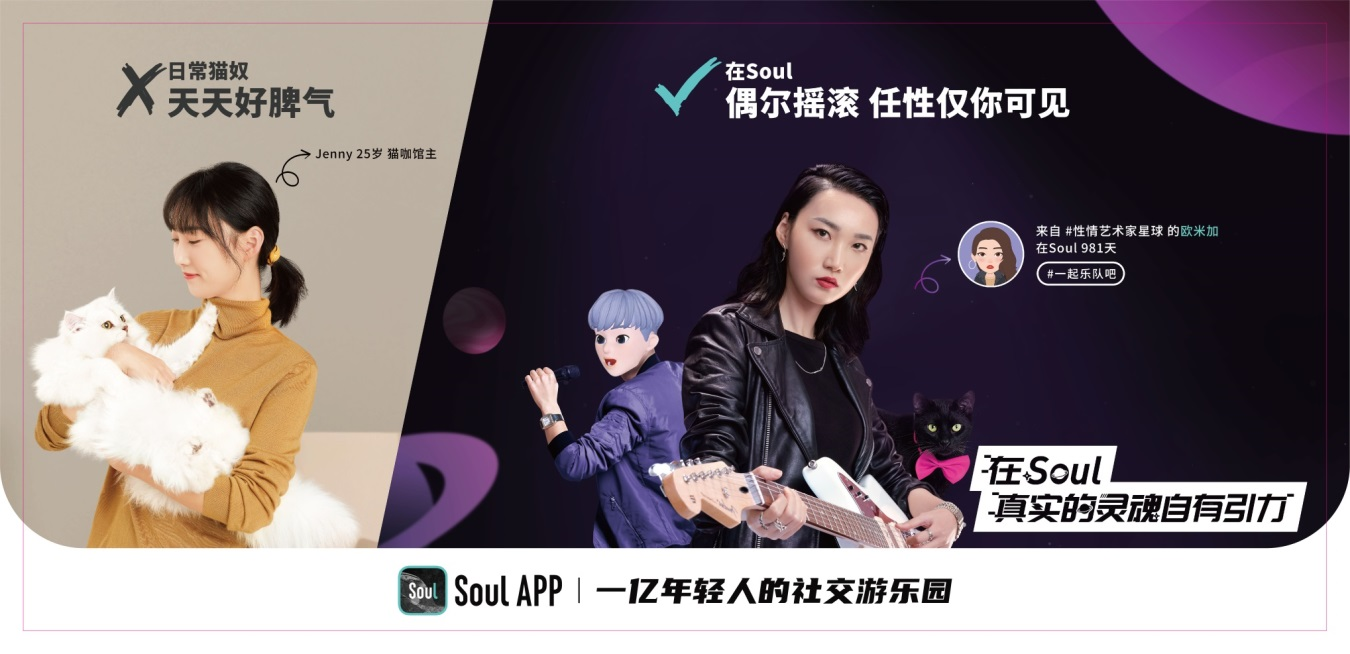 日常猫奴
天天好脾气
Jenny 25岁 猫咖馆主
在Soul
偶尔摇滚 任性仅你可见
来自 #性情艺术家星球 的欧米加
在Soul 981天
#一起乐队吧
在Soul
真实的灵魂自有引力
Soul
Soul APP | 一亿年轻人的社交游乐园